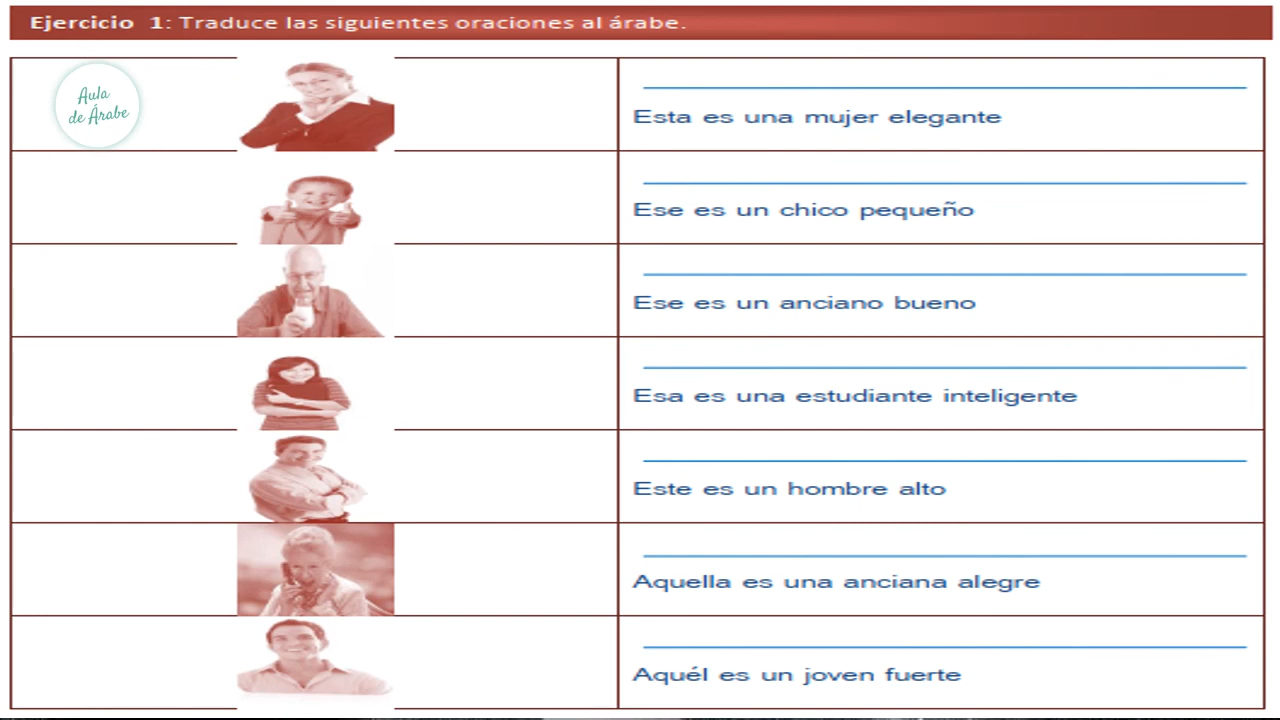 Ejercicio 1: Traduce las siguientes oraciones al árabe.
Aula
de Árabe
Esta es una mujer elegante
Ese es un chico pequeño
Ese es un anciano bueno
Esa es una estudiante inteligente
Este es un hombre alto
Aquella es una anciana alegre
Aquél es un joven fuerte